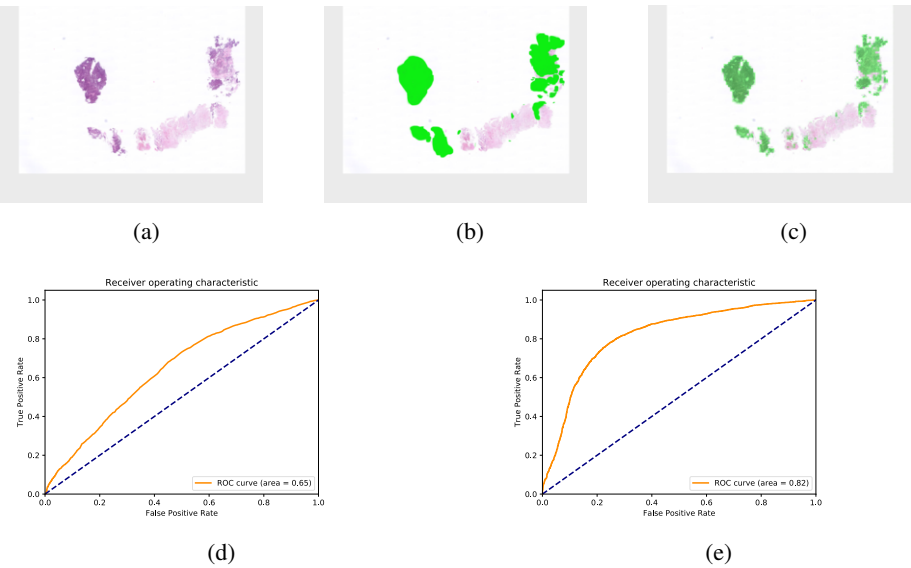 (a)
(b)
(c)
Receiver operating characteristic
True Positive Rate
1.0
0.8
0.6
0.4
0.2
0.0
0.0 0.2 0.4 0.6 0.8 1.0
False Positive Rate
ROC curve (area = 0.65)
(d)
Receiver operating characteristic
True Positive Rate
1.0
0.8
0.6
0.4
0.2
0.0
0.0 0.2 0.4 0.6 0.8 1.0
False Positive Rate
ROC curve (area = 0.82)
(e)